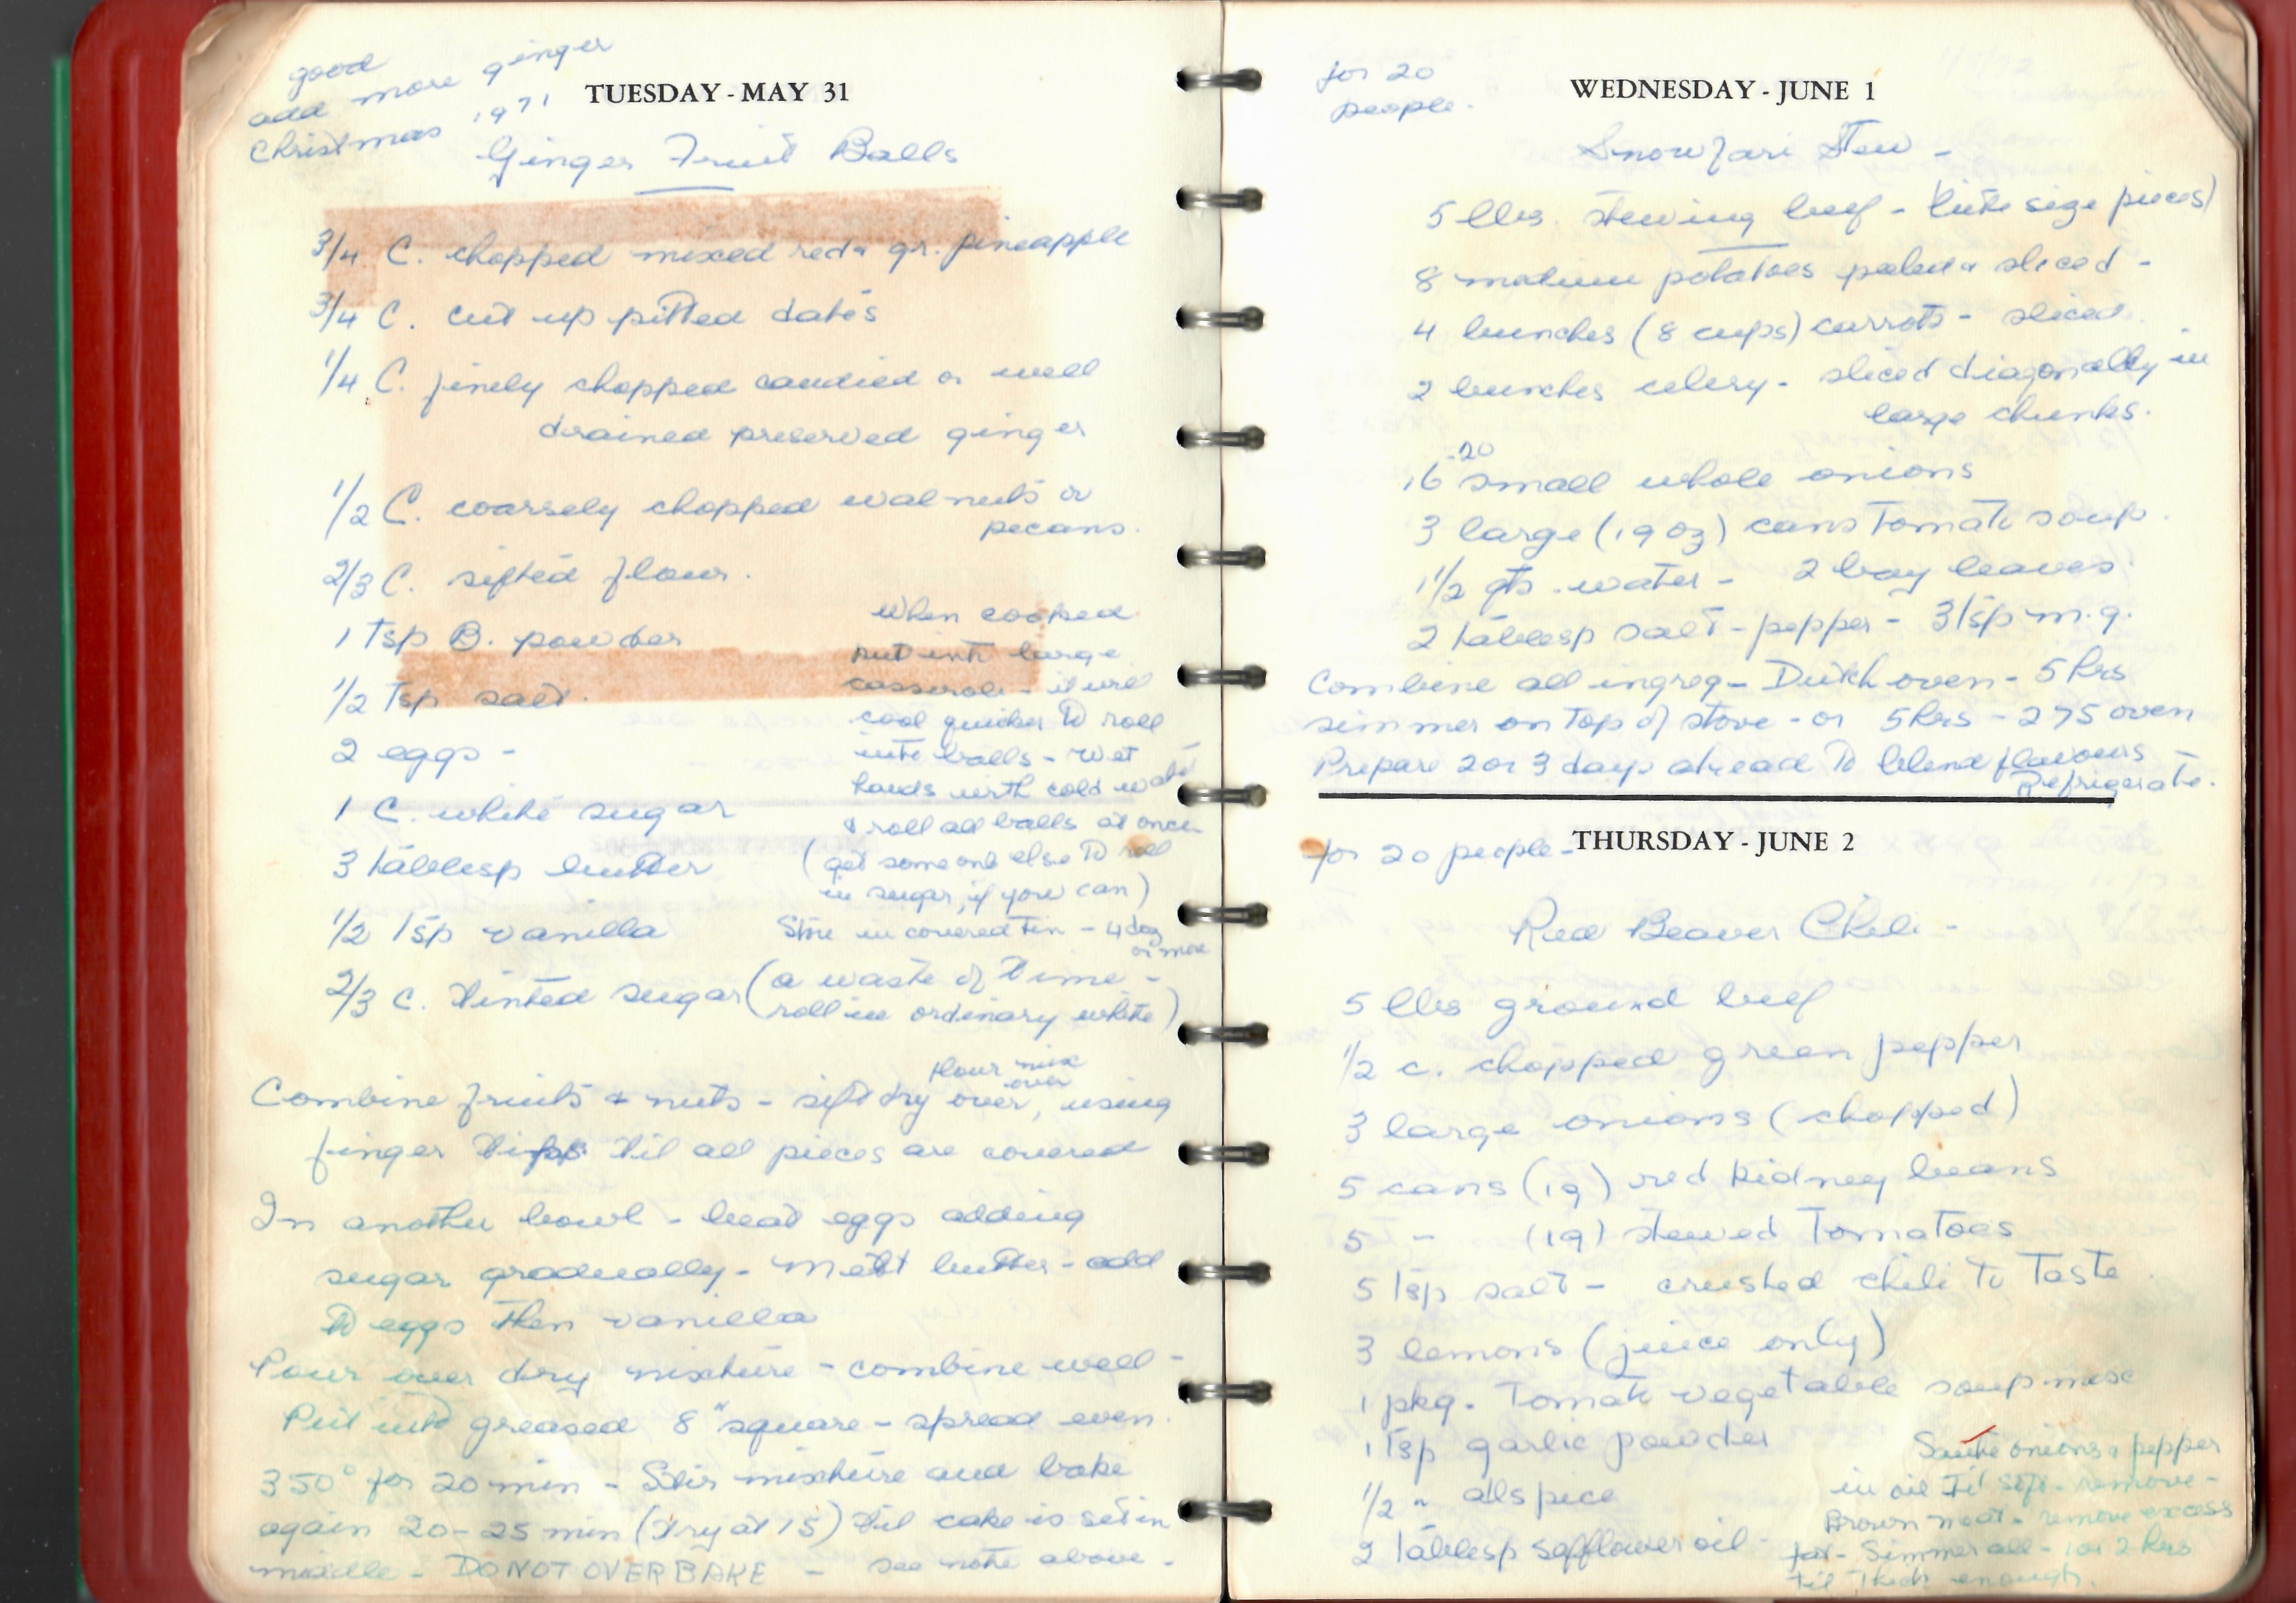 good
add more ginger
Christmas 1971
TUESDAY - MAY 31
Ginger Fruit Balls
3/4 C. chopped mixed red & gr. pineapple
3/4 C. cut up pitted dates
1/4 C. finely chopped candied or well
drained preserved ginger
1/2 C. coarsely chopped walnuts or
pecans.
2/3 C. sifted flour.
1 Tsp B. powder
1/2 Tsp salt.
2 eggs -
1 C. white sugar
3 tablesp butter
1/2 Tsp vanilla
2/3 C. tinted sugar (a waste of time -
roll in ordinary white)
when cooped
put into large
casserole - it will
cool quicker to roll
into balls - wet
hands with cold water
& roll all balls at once
(get someone else to roll
in sugar, if you can)
Store in covered tin - 4 day
or more
flour mix
over
Combine fruits & nuts - sift dry over, using
finger tips til all pieces are covered
In another bowl - beat eggs adding
sugar gradually - melt butter - add
to eggs then vanilla
Pour over dry mixture - combine well -
Put into greased 8" square - spread even.
350° for 20 min - Stir mixture and bake
again 20-25 min (try at 15) til cake is set in
middle - DO NOT OVERBAKE - see note above -
for 20
people.
WEDNESDAY - JUNE 1
Snowfari Stew -
5 lbs. stewing beef - bite size pieces)
8 medium potatoes peeled & sliced -
4 bunches (8 cups) carrots - sliced
2 bunches celery - sliced diagonally in
large chunks.
16-20 small whole onions
3 large (19 oz) cans Tomato soup.
1 1/2 qts. water - 2 bay leaves
2 tablesp salt - pepper - 3 tsp m.g.
Combine all ingreg - Dutch oven - 5 hrs
simmer on top of stove - or 5 hrs - 275 oven
Prepare 2 or 3 days ahead to blend flavours -
Refrigerate.
THURSDAY - JUNE 2
for 20 people -
Red Beaver Chili -
5 lbs ground beef
1/2 c. chopped green pepper
3 large onions (chopped)
5 cans (19) red kidney beans
5 " (19) stewed Tomatoes
5 tsp salt - crushed chili to Taste
3 lemons (juice only)
1 pkg. Tomato vegetable soup mix
1 Tsp garlic powder
1/2 " alspice
2 tablesp safflower oil -
Saute onions & pepper
in oil til soft - remove -
Brown meat - remove excess
fat - Simmer all - 1 or 2 hrs
til thick enough.